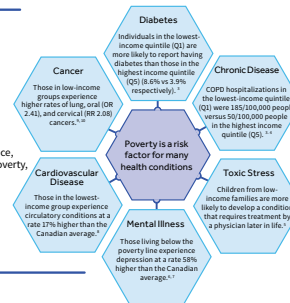 Diabetes
Individuals in the lowest-
income quintile (Q1) are
more likely to report having
diabetes than those in the
highest income quintile
(Q5) (8.6% vs 3.9%
respectively).
Cancer
Those in low-income
groups experience
higher rates of lung, oral (OR
2.41), and cervical (RR 2.08)
cancers.9,10
Chronic Disease
COPD hospitalizations in
the lowest-income quintile
(Q1) were 185/100,000 people
versus 50/100,000 people
in the highest income
quintile (Q5).
Poverty is a risk
factor for many
health conditions
ce,
overty,
Cardiovascular
Disease
Those in the lowest-
income group experience
circulatory conditions at a
rate 17% higher than the
Canadian average.
Toxic Stress
Children from low-
income families are more
likely to develop a condition
that requires treatment by
a physician later in life.
Mental Illness
Those living below the
poverty line experience
depression at a rate 58%
higher than the Canadian
average.6,7